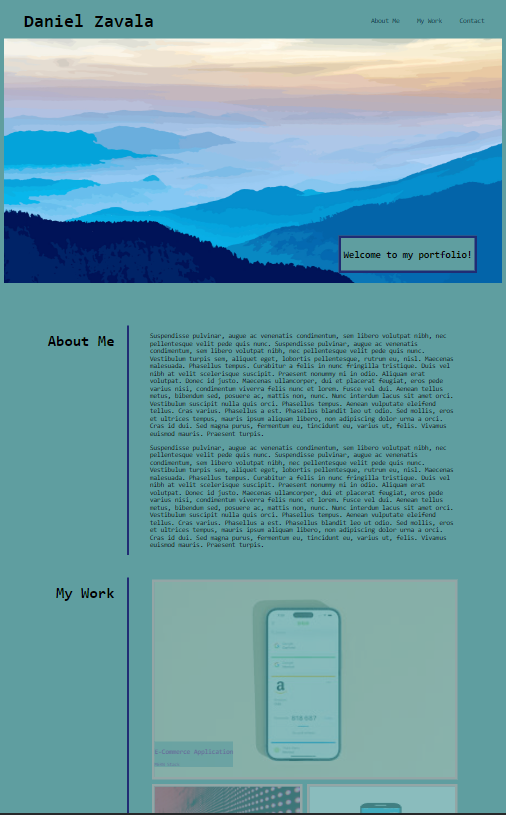 Daniel Zavala
About Me My Work Contact
Welcome to my portfolio!
About Me
Suspendisse pulvinar, augue ac venenatis condimentum, sem libero volutpat nibh, nec
pellentesque velit pede quis nunc. Suspendisse pulvinar, augue ac venenatis
condimentum, sem libero volutpat nibh, nec pellentesque velit pede quis nunc.
Vestibulum turpis sem, aliquet eget, lobortis pellentesque, rutrum eu, nisl. Maecenas
malesuada. Phasellus tempus. Curabitur a felis in nunc fringilla tristique. Duis vel
nibh at velit scelerisque suscipit. Praesent nonummy mi in odio. Aliquam erat
volutpat. Donec id justo. Maecenas ullamcorper, dui et placerat feugiat, eros pede
varius nisi, condimentum viverra felis nunc et lorem. Fusce vel dui. Aenean tellus
metus, bibendum sed, posuere ac, mattis non, nunc. Nunc interdum lacus sit amet orci.
Vestibulum suscipit nulla quis orci. Phasellus tempus. Aenean vulputate eleifend
tellus. Cras varius. Phasellus a est. Phasellus blandit leo ut odio. Sed mollis, eros
et ultrices tempus, mauris ipsum aliquam libero, non adipiscing dolor urna a orci.
Cras id dui. Sed magna purus, fermentum eu, tincidunt eu, varius ut, felis. Vivamus
euismod mauris. Praesent turpis.
Suspendisse pulvinar, augue ac venenatis condimentum, sem libero volutpat nibh, nec
pellentesque velit pede quis nunc. Suspendisse pulvinar, augue ac venenatis
condimentum, sem libero volutpat nibh, nec pellentesque velit pede quis nunc.
Vestibulum turpis sem, aliquet eget, lobortis pellentesque, rutrum eu, nisl. Maecenas
malesuada. Phasellus tempus. Curabitur a felis in nunc fringilla tristique. Duis vel
nibh at velit scelerisque suscipit. Praesent nonummy mi in odio. Aliquam erat
volutpat. Donec id justo. Maecenas ullamcorper, dui et placerat feugiat, eros pede
varius nisi, condimentum viverra felis nunc et lorem. Fusce vel dui. Aenean tellus
metus, bibendum sed, posuere ac, mattis non, nunc. Nunc interdum lacus sit amet orci.
Vestibulum suscipit nulla quis orci. Phasellus tempus. Aenean vulputate eleifend
tellus. Cras varius. Phasellus a est. Phasellus blandit leo ut odio. Sed mollis, eros
et ultrices tempus, mauris ipsum aliquam libero, non adipiscing dolor urna a orci.
Cras id dui. Sed magna purus, fermentum eu, tincidunt eu, varius ut, felis. Vivamus
euismod mauris. Praesent turpis.
My Work
a
E-Commerce Application